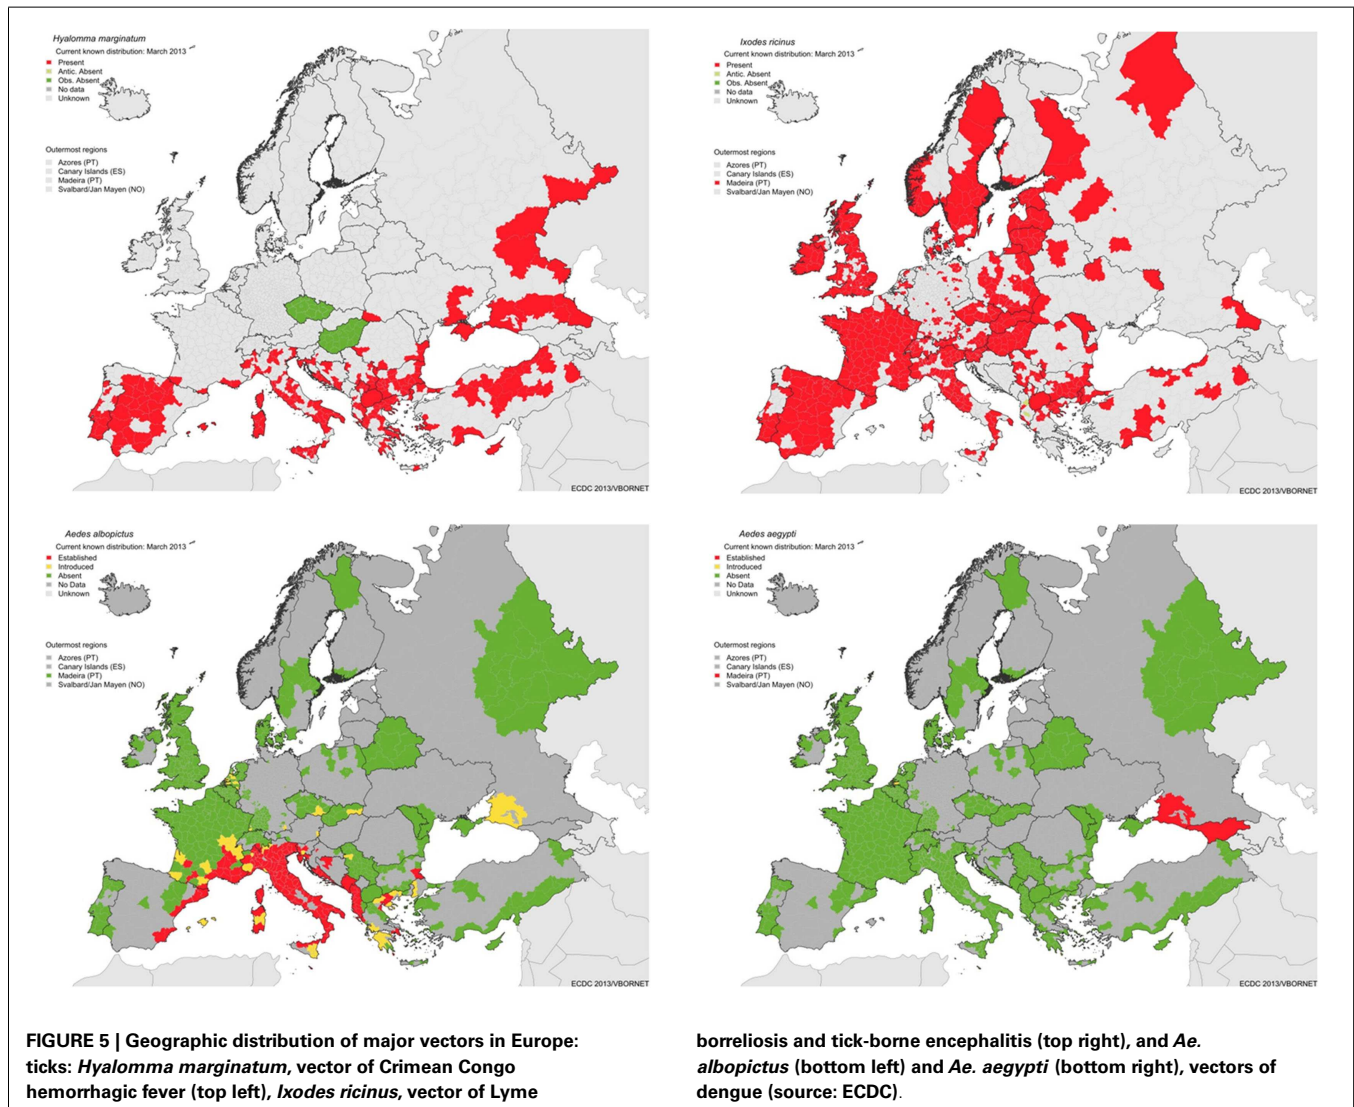 Hyalomma marginatum
Current known distribution: March 2013
Present
Antic. Absent
Obs. Absent
No data
Unknown
Outermost regions
Azores (PT)
Canary Islands (ES)
Madeira (PT)
Svalbard/Jan Mayen (NO)
ECDC 2013/VBORNET
Ixodes ricinus
Current known distribution: March 2013
Present
Antic. Absent
Obs. Absent
No data
Unknown
Outermost regions
Azores (PT)
Canary Islands (ES)
Madeira (PT)
Svalbard/Jan Mayen (NO)
ECDC 2013/VBORNET
Aedes albopictus
Current known distribution: March 2013
Established
Introduced
Absent
No Data
Unknown
Outermost regions
Azores (PT)
Canary Islands (ES)
Madeira (PT)
Svalbard/Jan Mayen (NO)
ECDC 2013/VBORNET
Aedes aegypti
Current known distribution: March 2013
Established
Introduced
Absent
No Data
Unknown
Outermost regions
Azores (PT)
Canary Islands (ES)
Madeira (PT)
Svalbard/Jan Mayen (NO)
ECDC 2013/VBORNET
FIGURE 5 | Geographic distribution of major vectors in Europe:
ticks: Hyalomma marginatum, vector of Crimean Congo
hemorrhagic fever (top left), Ixodes ricinus, vector of Lyme
borreliosis and tick-borne encephalitis (top right), and Ae.
albopictus (bottom left) and Ae. aegypti (bottom right), vectors of
dengue (source: ECDC).